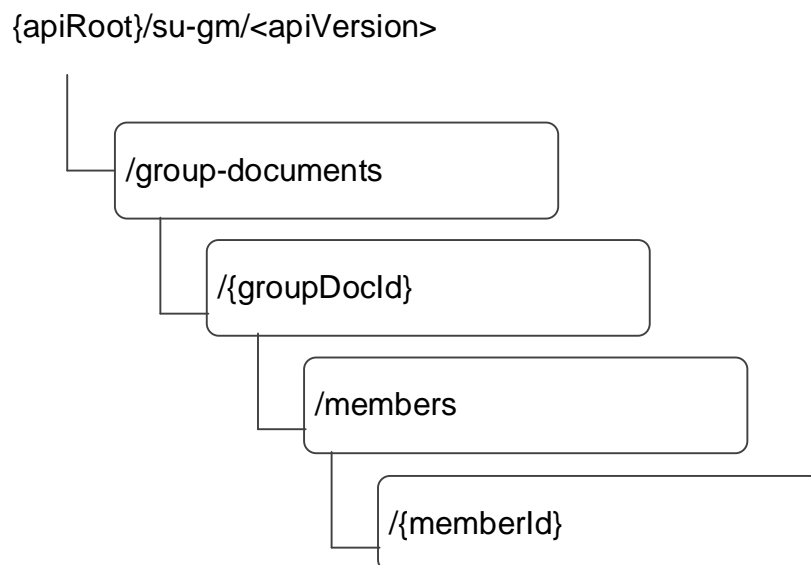 {apiRoot}/su-gm/<apiVersion>
/group-documents
/{groupDocId}
/members
/{memberId}